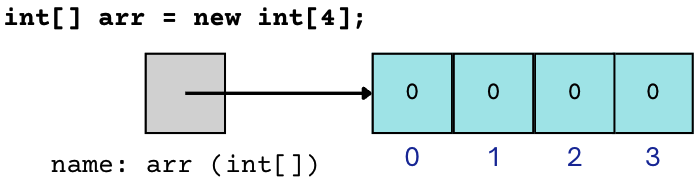 int[] arr = new int[4];
0 0 0 0
name: arr (int[])
0 1 2 3